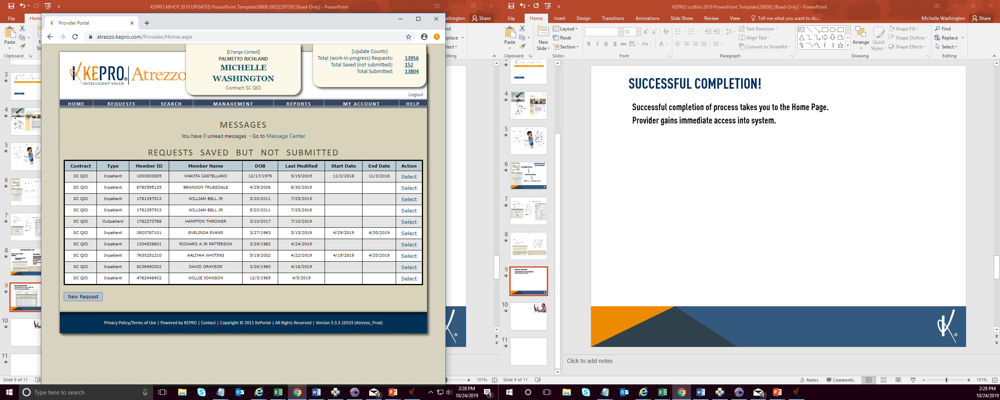 KEPRO MHCP 2019 UPDATED PowerPoint Template28008 (002)[29729] [Read-Only] - PowerPoint
File
Home
ashington
Share
Paste
Clipboard
place
elect
diting
3
4
5
6
7
8
9
10
11
Slide 9 of 11
101%
Provider Portal
atrezzo.kepro.com/Provider/Home.aspx
KEPRO® Atrezzo
INTELLIGENT VALUE
[Change Context]
PALMETTO RICHLAND
MICHELLE
WASHINGTON
Contract: SC QIO
[Update Counts]
Total (work-in-progress) Requests: 13956
Total Saved (not submitted): 152
Total Submitted: 13804
Logout
HOME REQUESTS SEARCH MANAGEMENT REPORTS MY ACCOUNT HELP
MESSAGES
You have 0 unread messages - Go to Message Center
REQUESTS SAVED BUT NOT SUBMITTED
Contract Type Member ID Member Name DOB Last Modified Start Date End Date Action
SC QIO Inpatient 1000002835 WAKITA CASTELLANO 12/17/1979 9/19/2019 11/2/2018 11/3/2018 Select
SC QIO Inpatient 6780595135 BRANDON TRUESDALE 4/29/2006 8/30/2019 Select
SC QIO Inpatient 1781297513 WILLIAM BELL JR 5/20/2011 7/25/2019 Select
SC QIO Inpatient 1781297513 WILLIAM BELL JR 5/20/2011 7/25/2019 Select
SC QIO Outpatient 1782273788 HAMPTON THROWER 3/10/2017 7/10/2019 Select
SC QIO Inpatient 0920787101 EVELINDA EVANS 3/27/1963 5/15/2019 4/29/2019 4/30/2019 Select
SC QIO Inpatient 1304528601 RICHARD A JR PATTERSON 3/29/1982 4/24/2019 Select
SC QIO Inpatient 7630251210 AALIYAH WHITING 5/19/2002 4/22/2019 4/19/2019 4/20/2019 Select
SC QIO Inpatient 8238490302 DAVID GRAYSON 3/26/1980 4/18/2019 Select
SC QIO Inpatient 4782448402 WILLIE JOHNSON 12/3/1965 4/5/2019 Select
New Request
Privacy Policy/Terms of Use | Powered by KEPRO | Contact | Copyright © 2011 KePortal | All Rights Reserved | Version 3.3.3.16533 (Atrezzo_Prod)
Type here to search
2:28 PM
10/24/2019
KEPRO scdhhs 2019 PowerPoint Template[28008] [Read-Only] - PowerPoint
File Home Insert Design Transitions Animations Slide Show Review View Tell me what you want to do... Michelle Washington Share
Paste
New Slide
Layout
Reset
Section
18
Text Direction
Align Text
Convert to SmartArt
Arrange
Quick Styles
Shape Fill
Shape Outline
Shape Effects
Find
Replace
Select
Clipboard Slides Font Paragraph Drawing Editing
4
5
6
7
8
9
10
11
SUCCESSFUL COMPLETION!
Successful completion of process takes you to the Home Page.
Provider gains immediate access into system.
Click to add notes
Slide 9 of 11
Notes Comments 101%
2:28 PM
10/24/2019